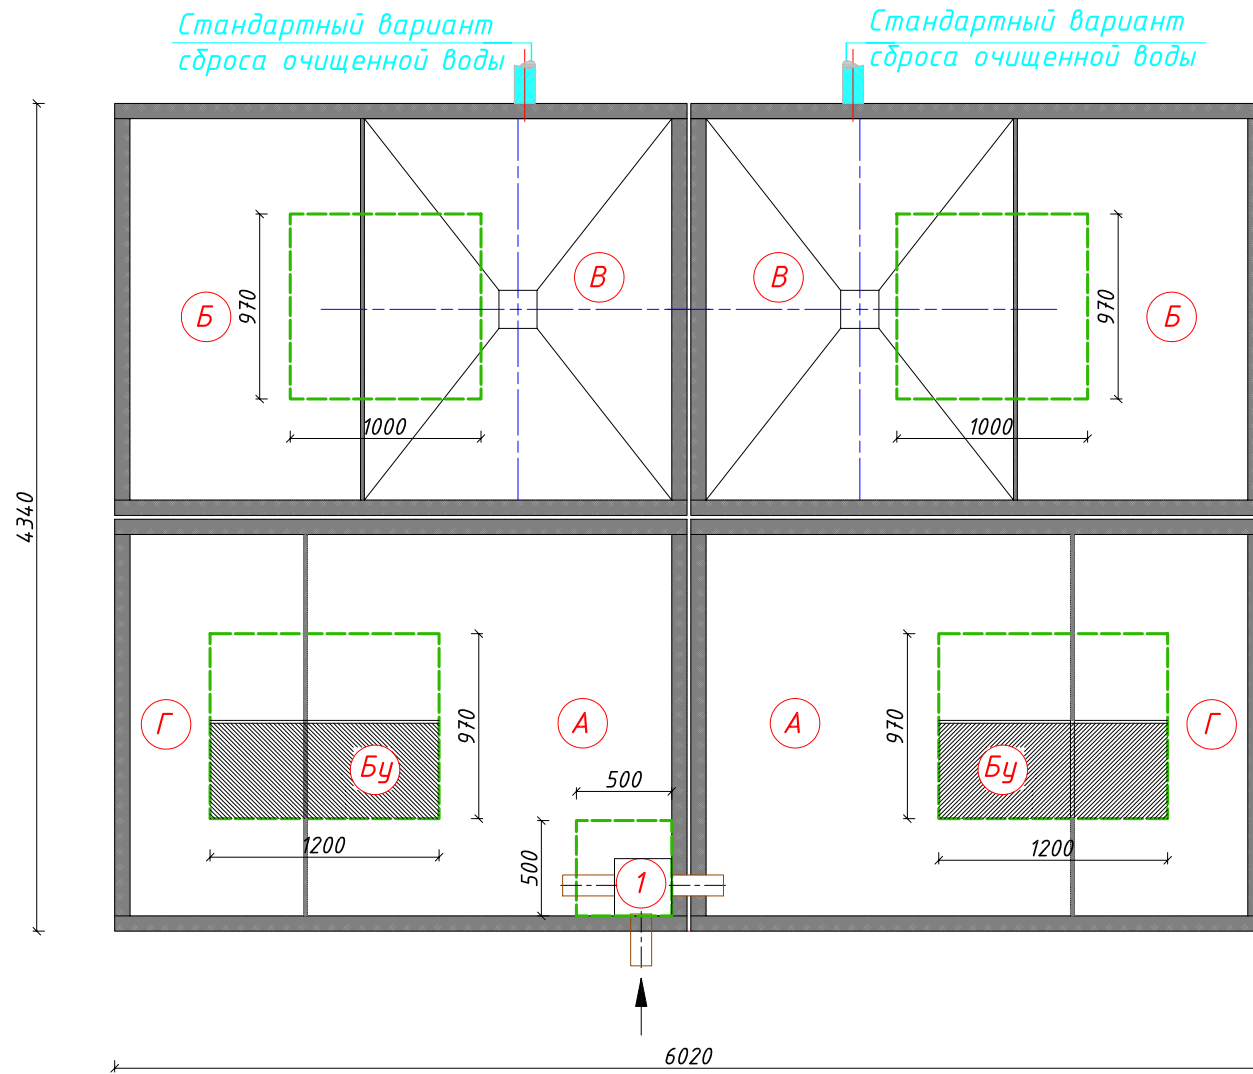 Стандартный вариант
сброса очищенной воды
Стандартный вариант
сброса очищенной воды
В
В
Б
970
970
Б
1000
1000
4340
Г
А
970
970
А
Г
Бу
Бу
500
1200
500
1
1200
6020